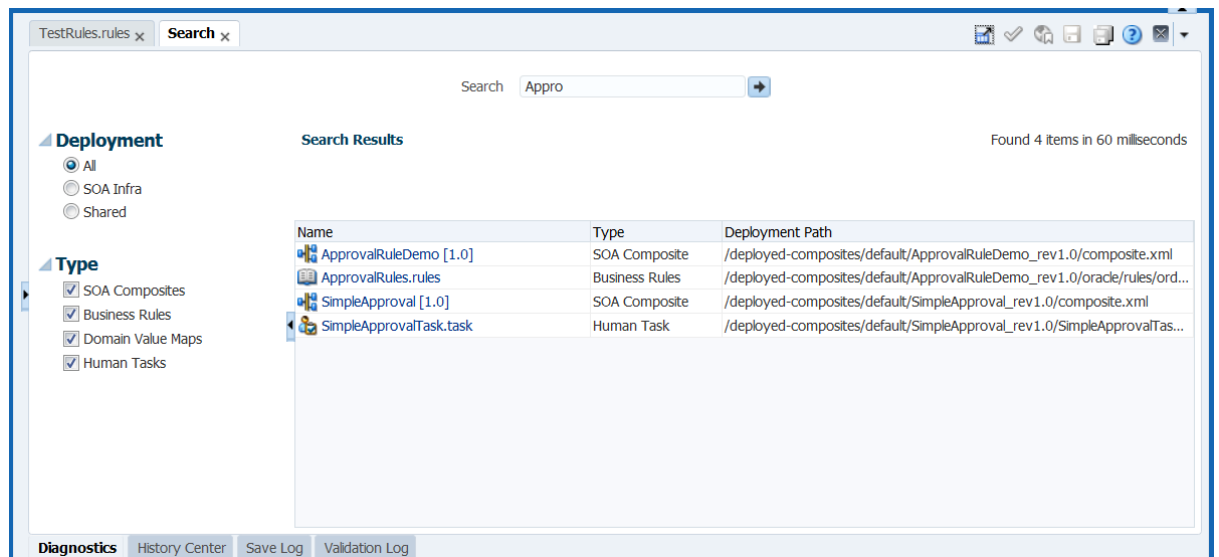 TestRules.rules x Search x
Search Appro
Deployment
All
SOA Infra
Shared
Type
SOA Composites
Business Rules
Domain Value Maps
Human Tasks
Search Results Found 4 items in 60 milliseconds
Name Type Deployment Path
ApprovalRuleDemo [1.0] SOA Composite /deployed-composites/default/ApprovalRuleDemo_rev1.0/composite.xml
ApprovalRules.rules Business Rules /deployed-composites/default/ApprovalRuleDemo_rev1.0/oracle/rules/ord...
SimpleApproval [1.0] SOA Composite /deployed-composites/default/SimpleApproval_rev1.0/composite.xml
SimpleApprovalTask.task Human Task /deployed-composites/default/SimpleApproval_rev1.0/SimpleApprovalTas...
Diagnostics History Center Save Log Validation Log